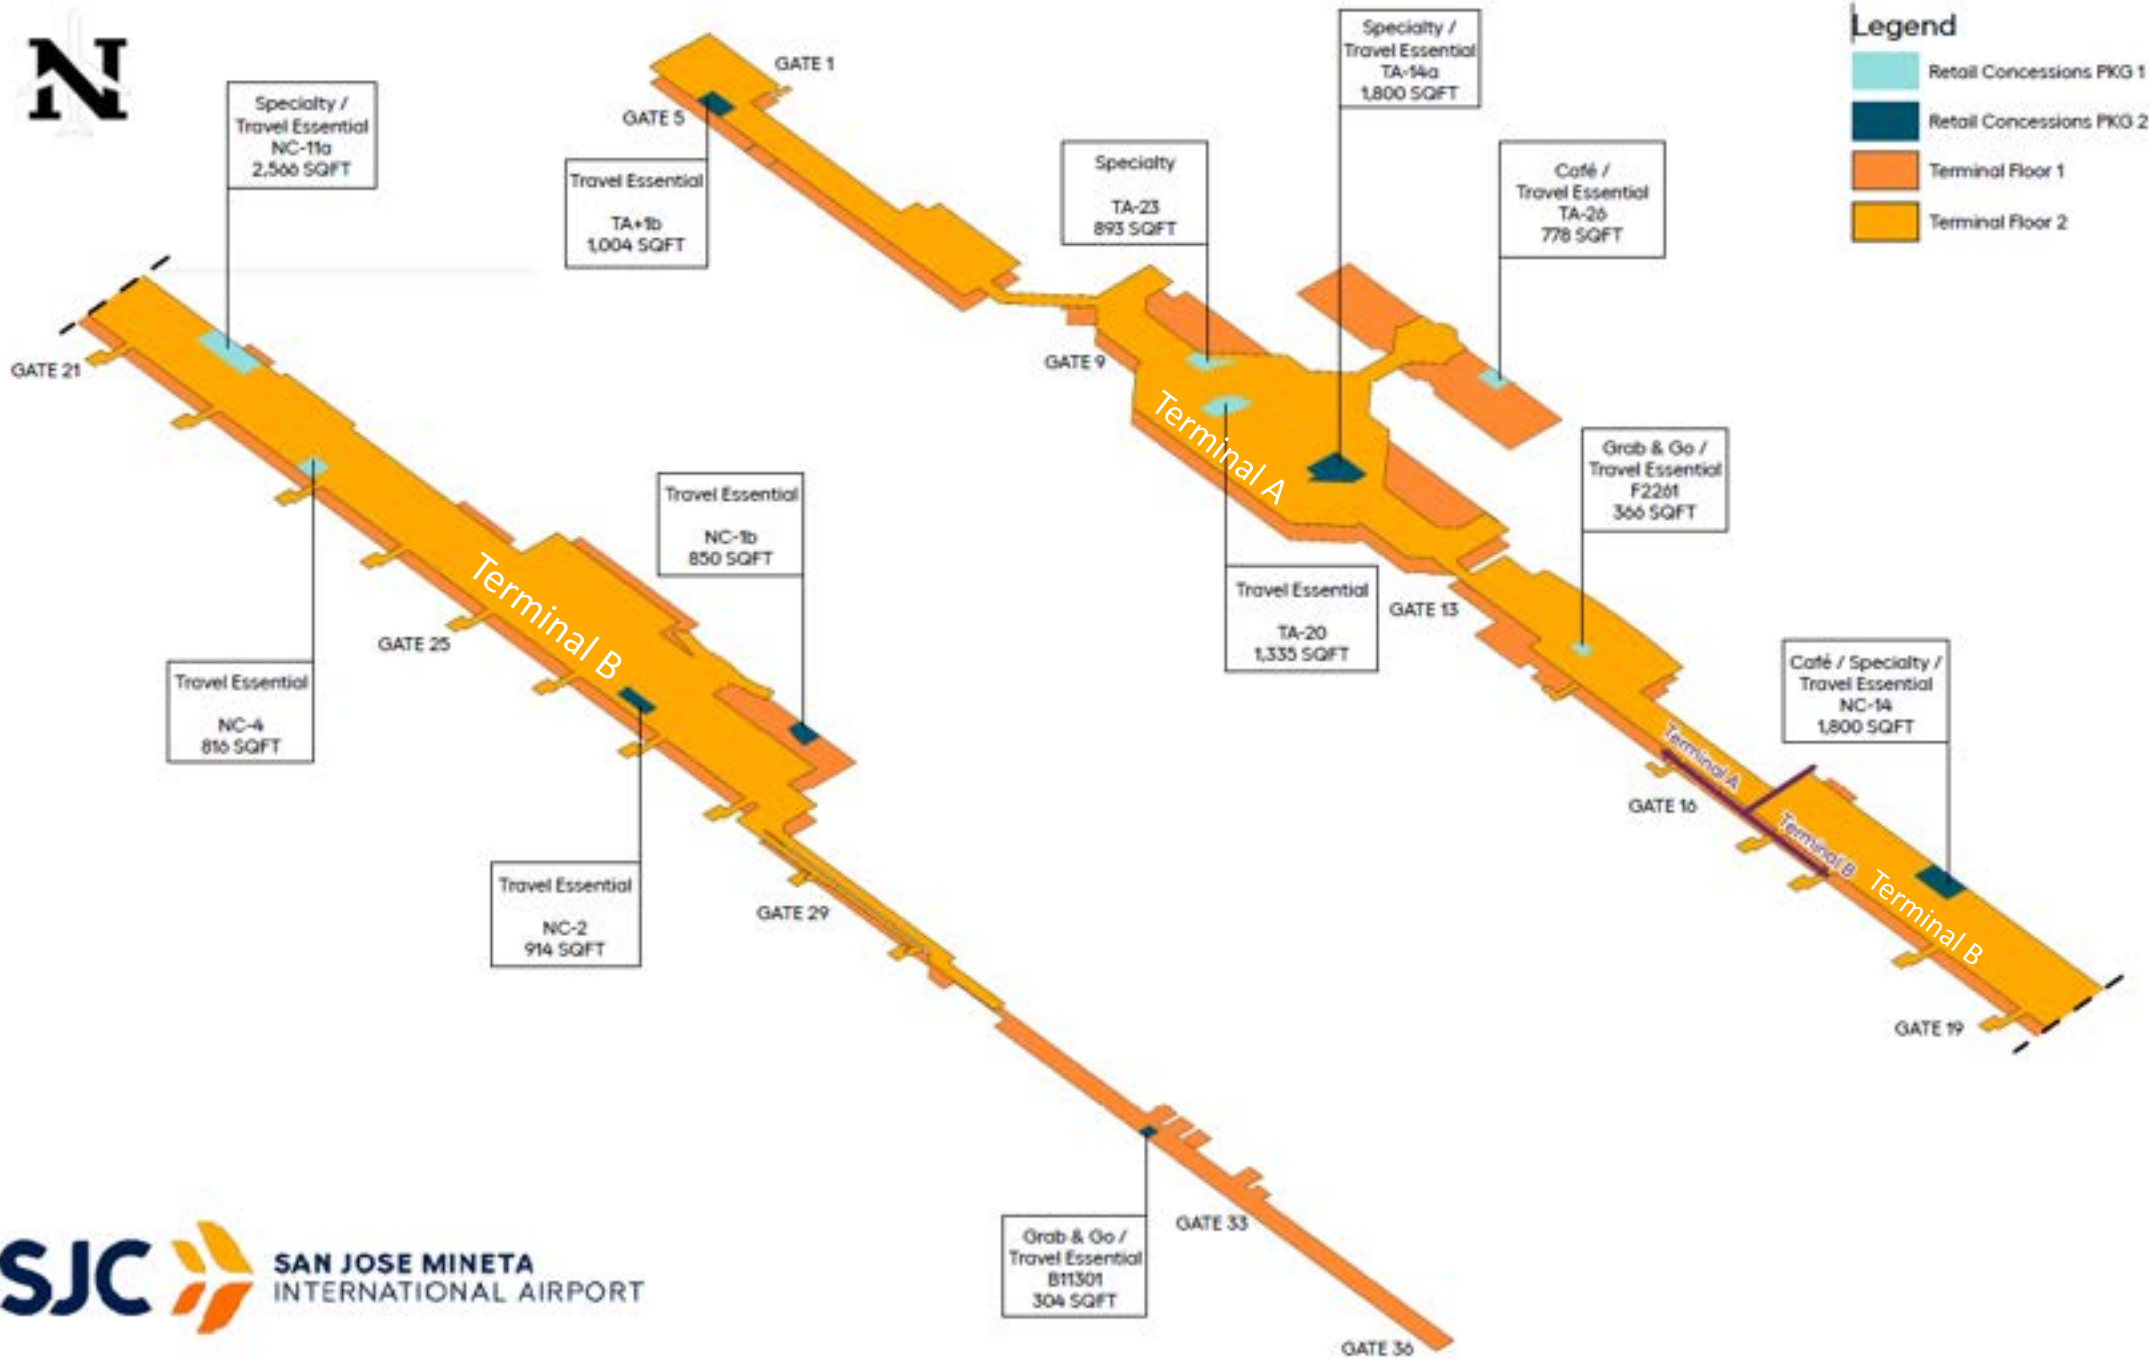 N
Specialty /
Travel Essential
NC-11a
2,566 SQFT
GATE 1
GATE 5
Travel Essential
TA+1b
1,004 SQFT
Specialty
TA-23
893 SQFT
Specialty /
Travel Essential
TA-14a
1,800 SQFT
Café /
Travel Essential
TA-26
778 SQFT
Legend
Retail Concessions PKG 1
Retail Concessions PKG 2
Terminal Floor 1
Terminal Floor 2
GATE 21
GATE 9
Terminal A
Grab & Go /
Travel Essential
F2261
366 SQFT
Travel Essential
NC-1b
850 SQFT
Terminal B
GATE 25
Travel Essential
NC-4
816 SQFT
Travel Essential
TA-20
1,335 SQFT
GATE 13
Café / Specialty /
Travel Essential
NC-14
1,800 SQFT
Terminal A
GATE 16
Terminal B
Terminal B
GATE 19
Travel Essential
NC-2
914 SQFT
GATE 29
Grab & Go /
Travel Essential
B11301
304 SQFT
GATE 33
GATE 36
SJC
SAN JOSE MINETA
INTERNATIONAL AIRPORT